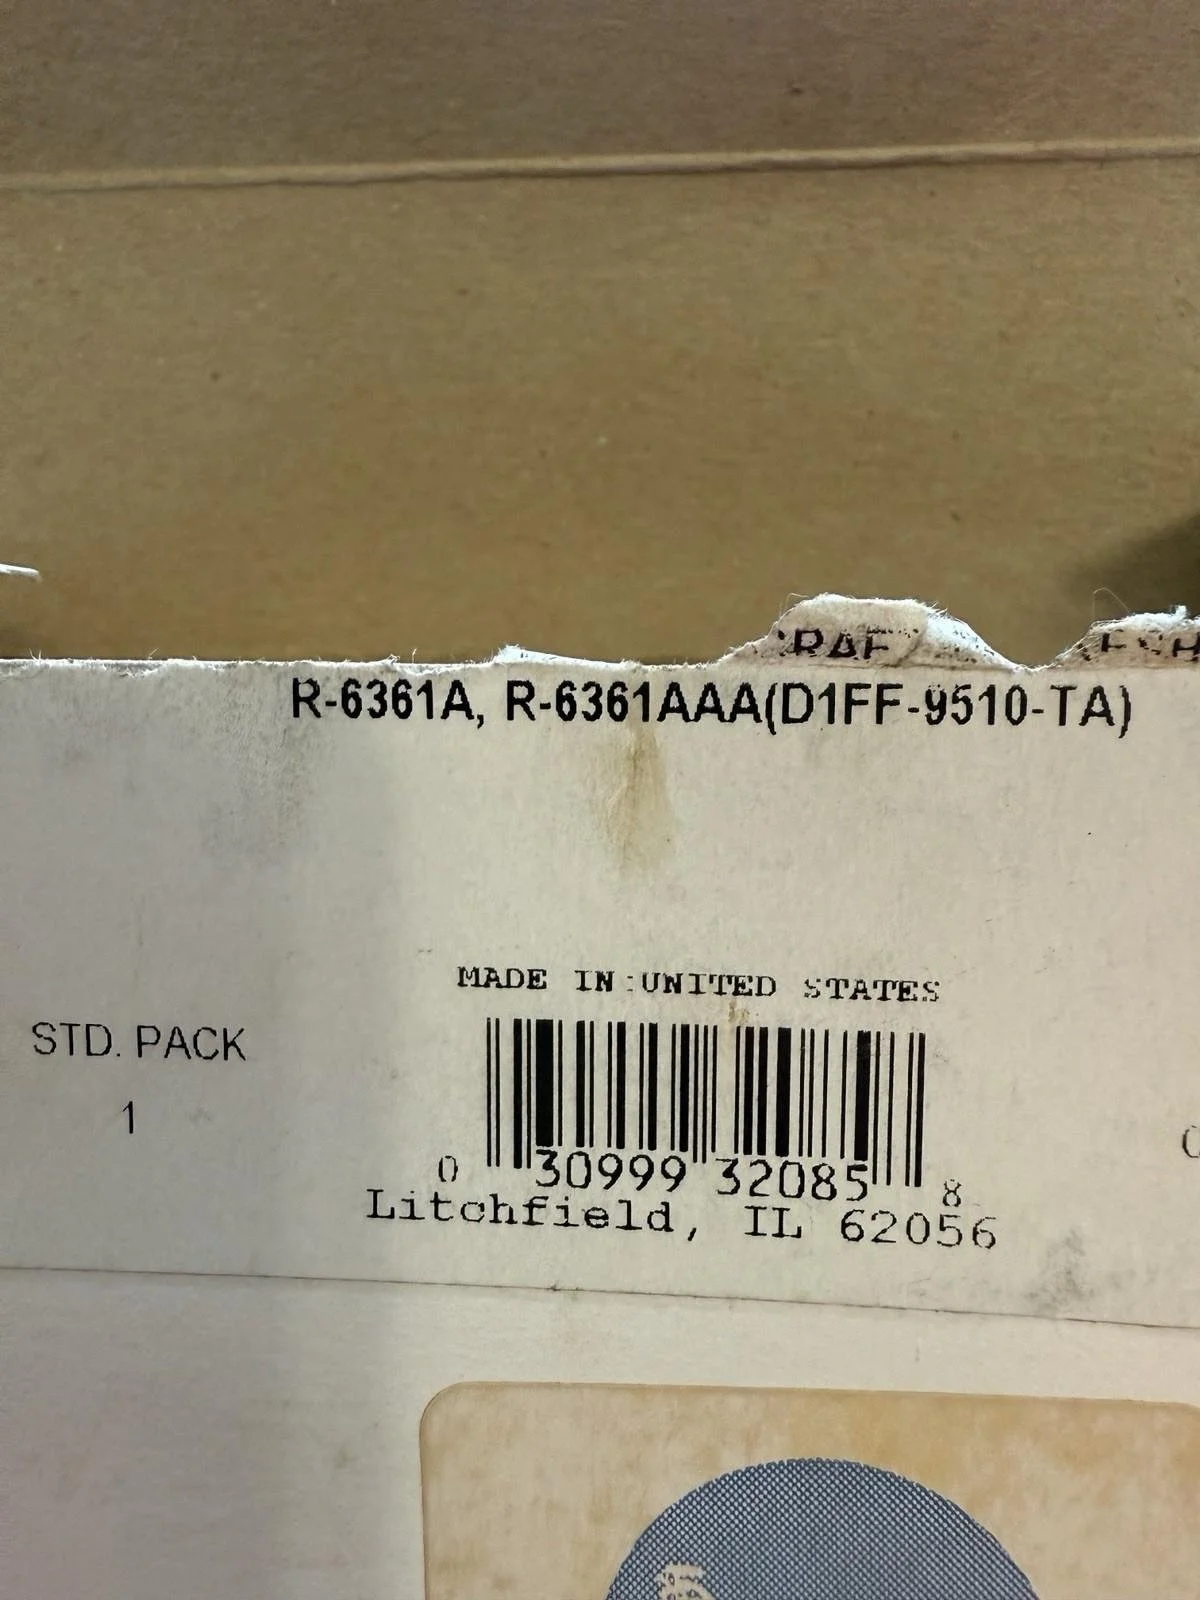 R-6361A, R-6361AAA(D1FF-9510-TA)
MADE IN UNITED STATES
STD. PACK
1
0 30999 32085 8
Litchfield, IL 62056